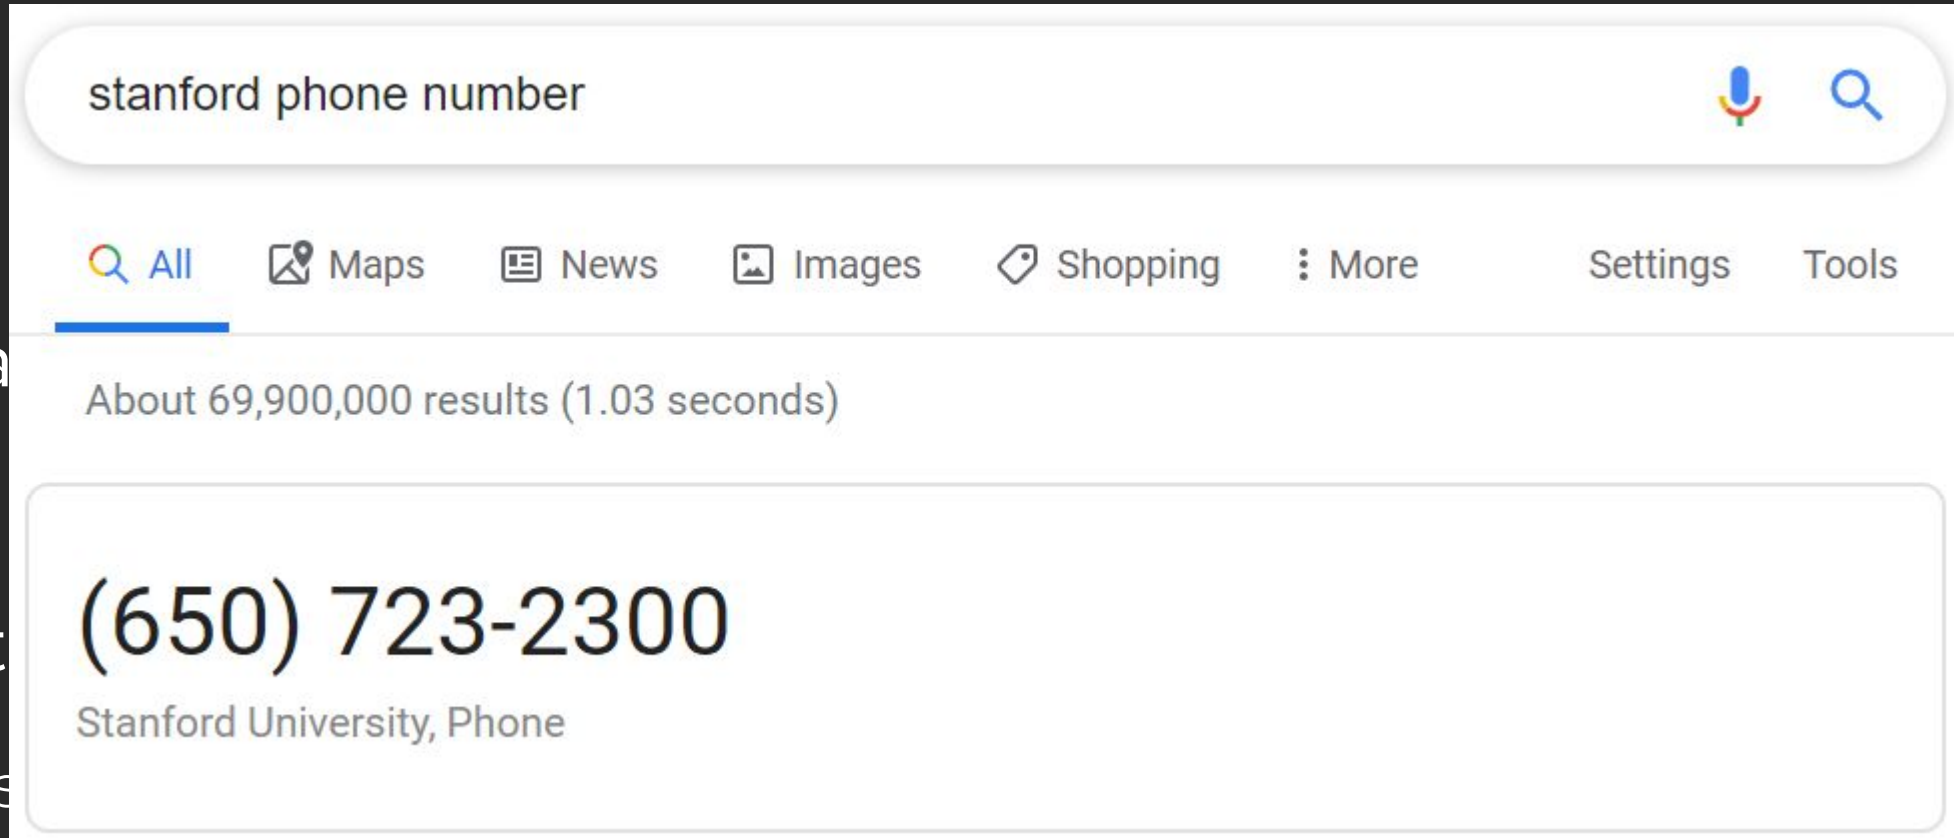 stanford phone number
All Maps News Images Shopping More Settings Tools
About 69,900,000 results (1.03 seconds)
(650) 723-2300
Stanford University, Phone